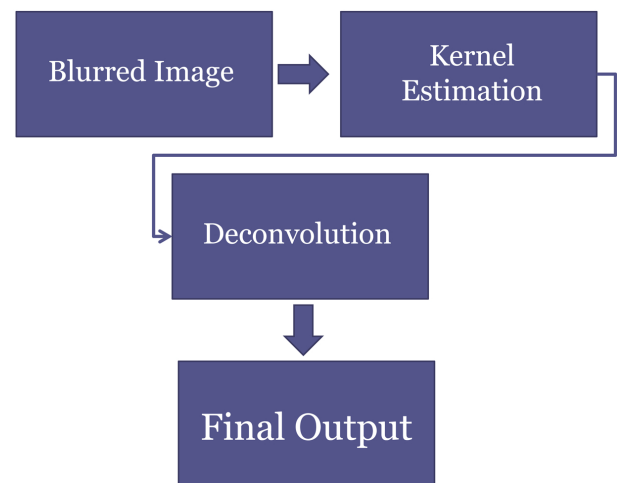 Blurred Image
Kernel
Estimation
Deconvolution
Final Output